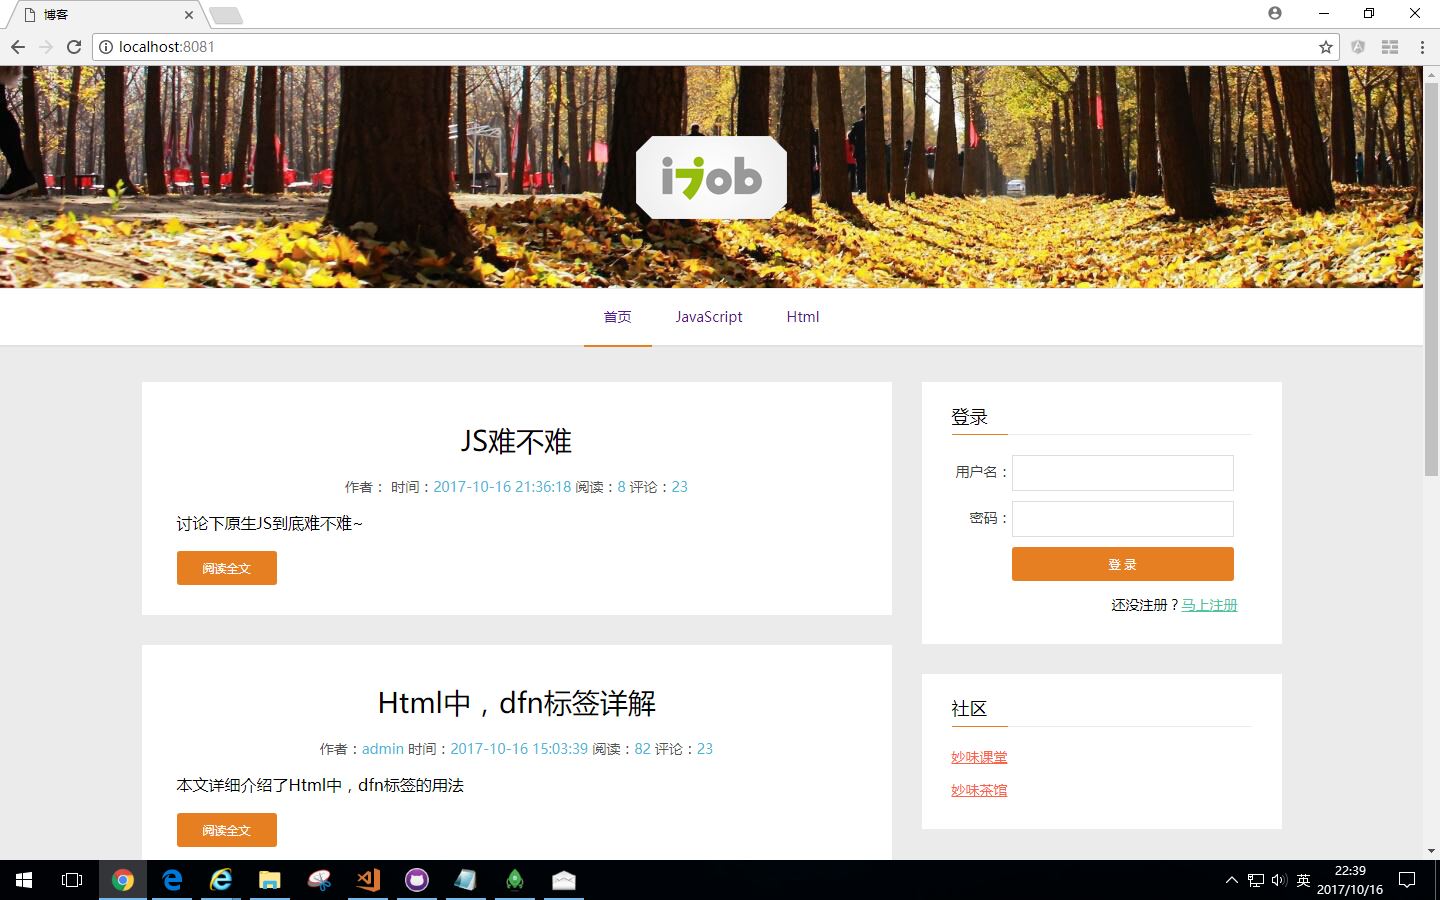 博客
localhost:8081
ijob
首页 JavaScript Html
JS难不难
作者： 时间：2017-10-16 21:36:18 阅读：8 评论：23
讨论下原生JS到底难不难~
阅读全文
Html中，dfn标签详解
作者：admin 时间：2017-10-16 15:03:39 阅读：82 评论：23
本文详细介绍了Html中，dfn标签的用法
阅读全文
登录
用户名：
密码：
登 录
还没注册？马上注册
社区
妙味课堂
妙味茶馆
英
22:39
2017/10/16